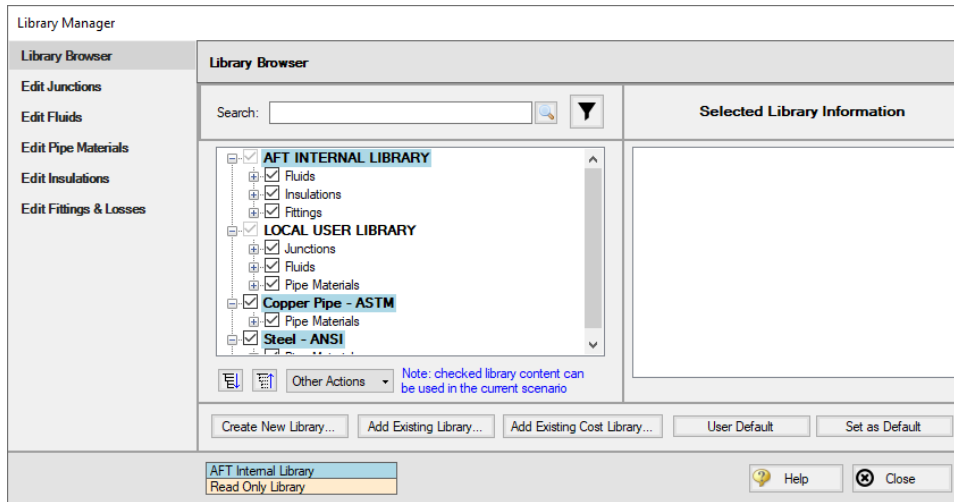 Library Manager
Library Browser
Edit Junctions
Edit Fluids
Edit Pipe Materials
Edit Insulations
Edit Fittings & Losses
Library Browser
Search:
Selected Library Information
AFT INTERNAL LIBRARY
Fluids
Insulations
Fittings
LOCAL USER LIBRARY
Junctions
Fluids
Pipe Materials
Copper Pipe - ASTM
Pipe Materials
Steel - ANSI
Other Actions
Note: checked library content can
be used in the current scenario
Create New Library...
Add Existing Library...
Add Existing Cost Library...
User Default
Set as Default
AFT Internal Library
Read Only Library
Help
Close